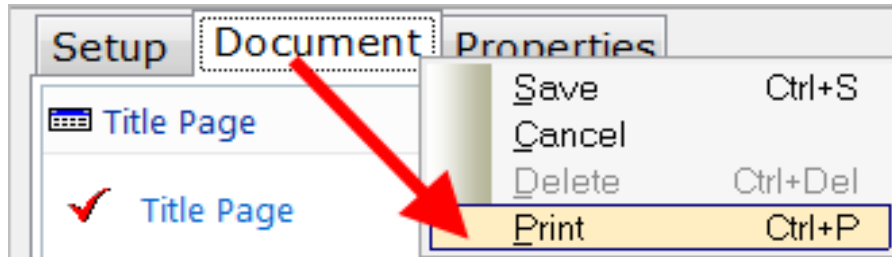 Setup Document Properties
Save Ctrl+S
Title Page
Cancel
Delete Ctrl+Del
Title Page
Print Ctrl+P